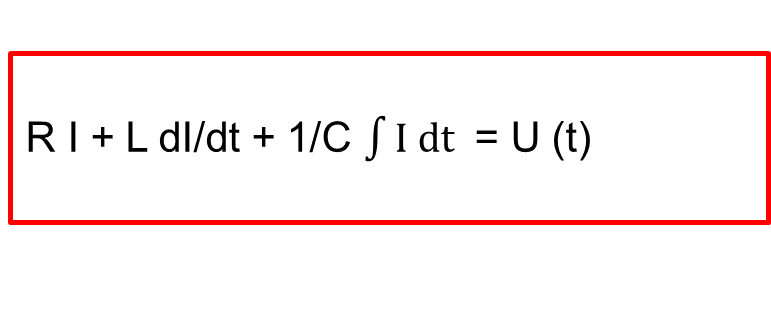 R I + L dI/dt + 1/C ∫ I dt = U (t)